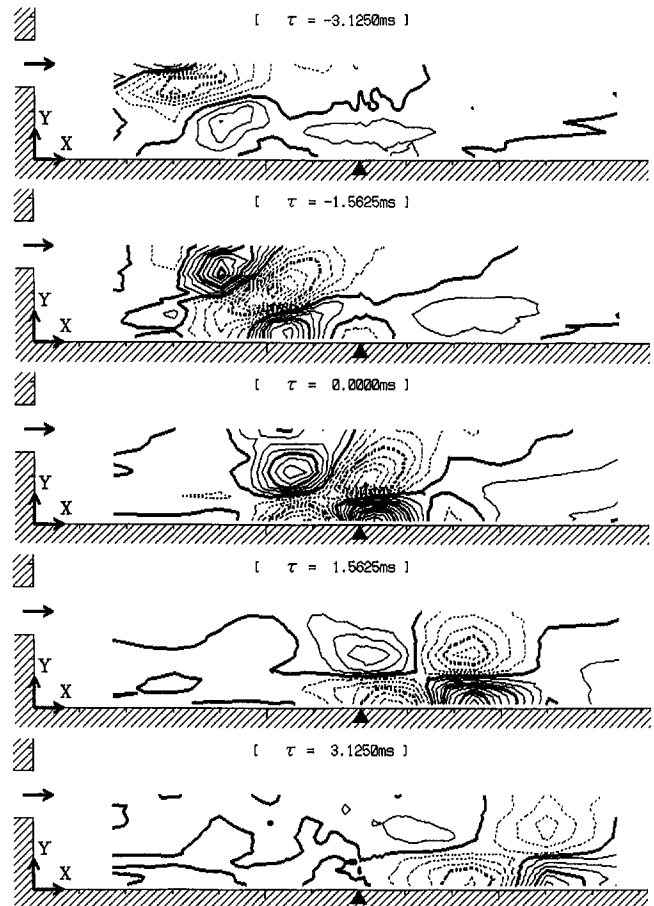 [ τ = -3.1250ms ]
Y
X
[ τ = -1.5625ms ]
Y
X
[ τ = 0.0000ms ]
Y
X
[ τ = 1.5625ms ]
Y
X
[ τ = 3.1250ms ]
Y
X